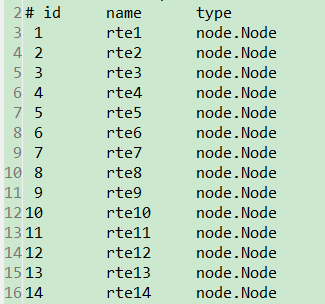 2 # id name type
3 1 rte1 node.Node
4 2 rte2 node.Node
5 3 rte3 node.Node
6 4 rte4 node.Node
7 5 rte5 node.Node
8 6 rte6 node.Node
9 7 rte7 node.Node
10 8 rte8 node.Node
11 9 rte9 node.Node
12 10 rte10 node.Node
13 11 rte11 node.Node
14 12 rte12 node.Node
15 13 rte13 node.Node
16 14 rte14 node.Node